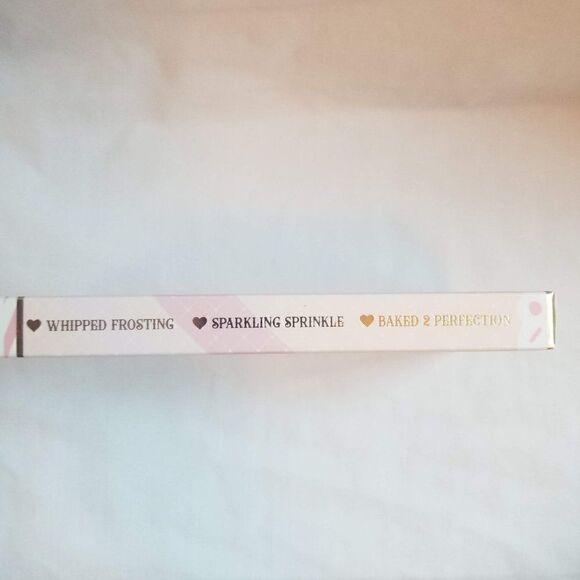 ♥ WHIPPED FROSTING ♥ SPARKLING SPRINKLE ♥ BAKED 2 PERFECTION